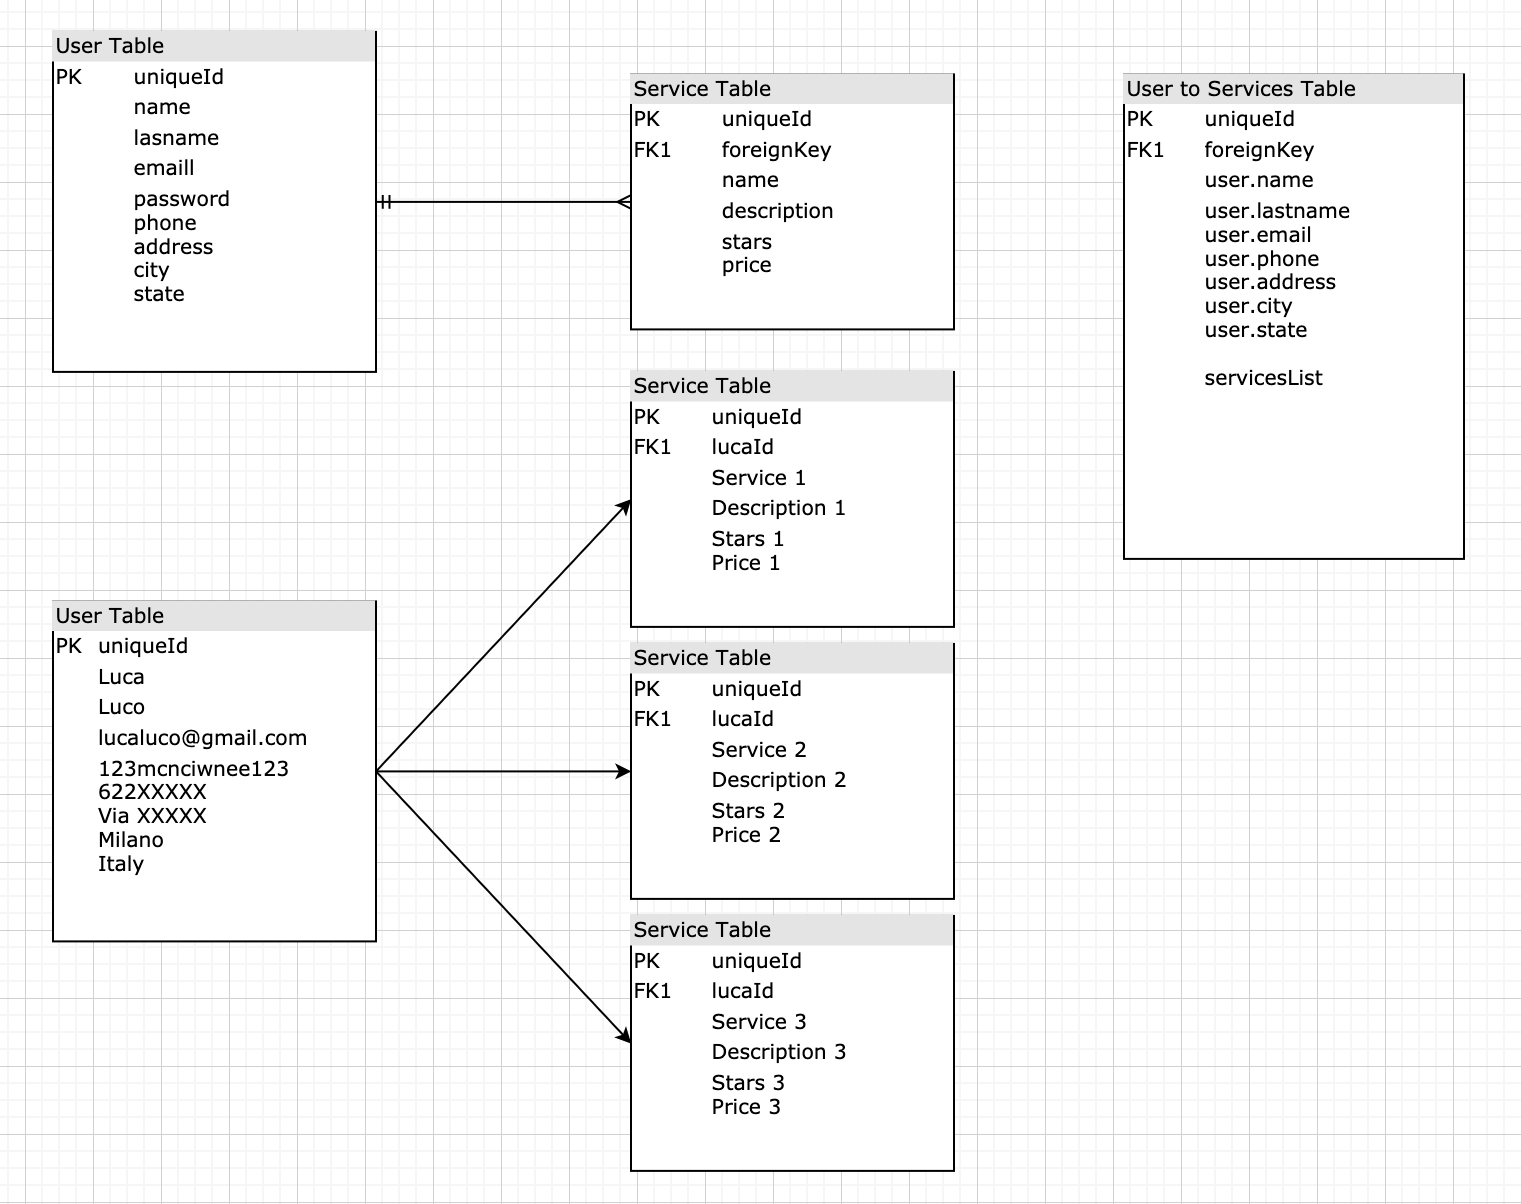 User Table
PK uniqueId
name
lasname
emaill
password
phone
address
city
state
Service Table
PK uniqueId
FK1 foreignKey
name
description
stars
price
User to Services Table
PK uniqueId
FK1 foreignKey
user.name
user.lastname
user.email
user.phone
user.address
user.city
user.state
servicesList
Service Table
PK uniqueId
FK1 lucaId
Service 1
Description 1
Stars 1
Price 1
User Table
PK uniqueId
Luca
Luco
lucaluco@gmail.com
123mcnciwnee123
622XXXXX
Via XXXXX
Milano
Italy
Service Table
PK uniqueId
FK1 lucaId
Service 2
Description 2
Stars 2
Price 2
Service Table
PK uniqueId
FK1 lucaId
Service 3
Description 3
Stars 3
Price 3